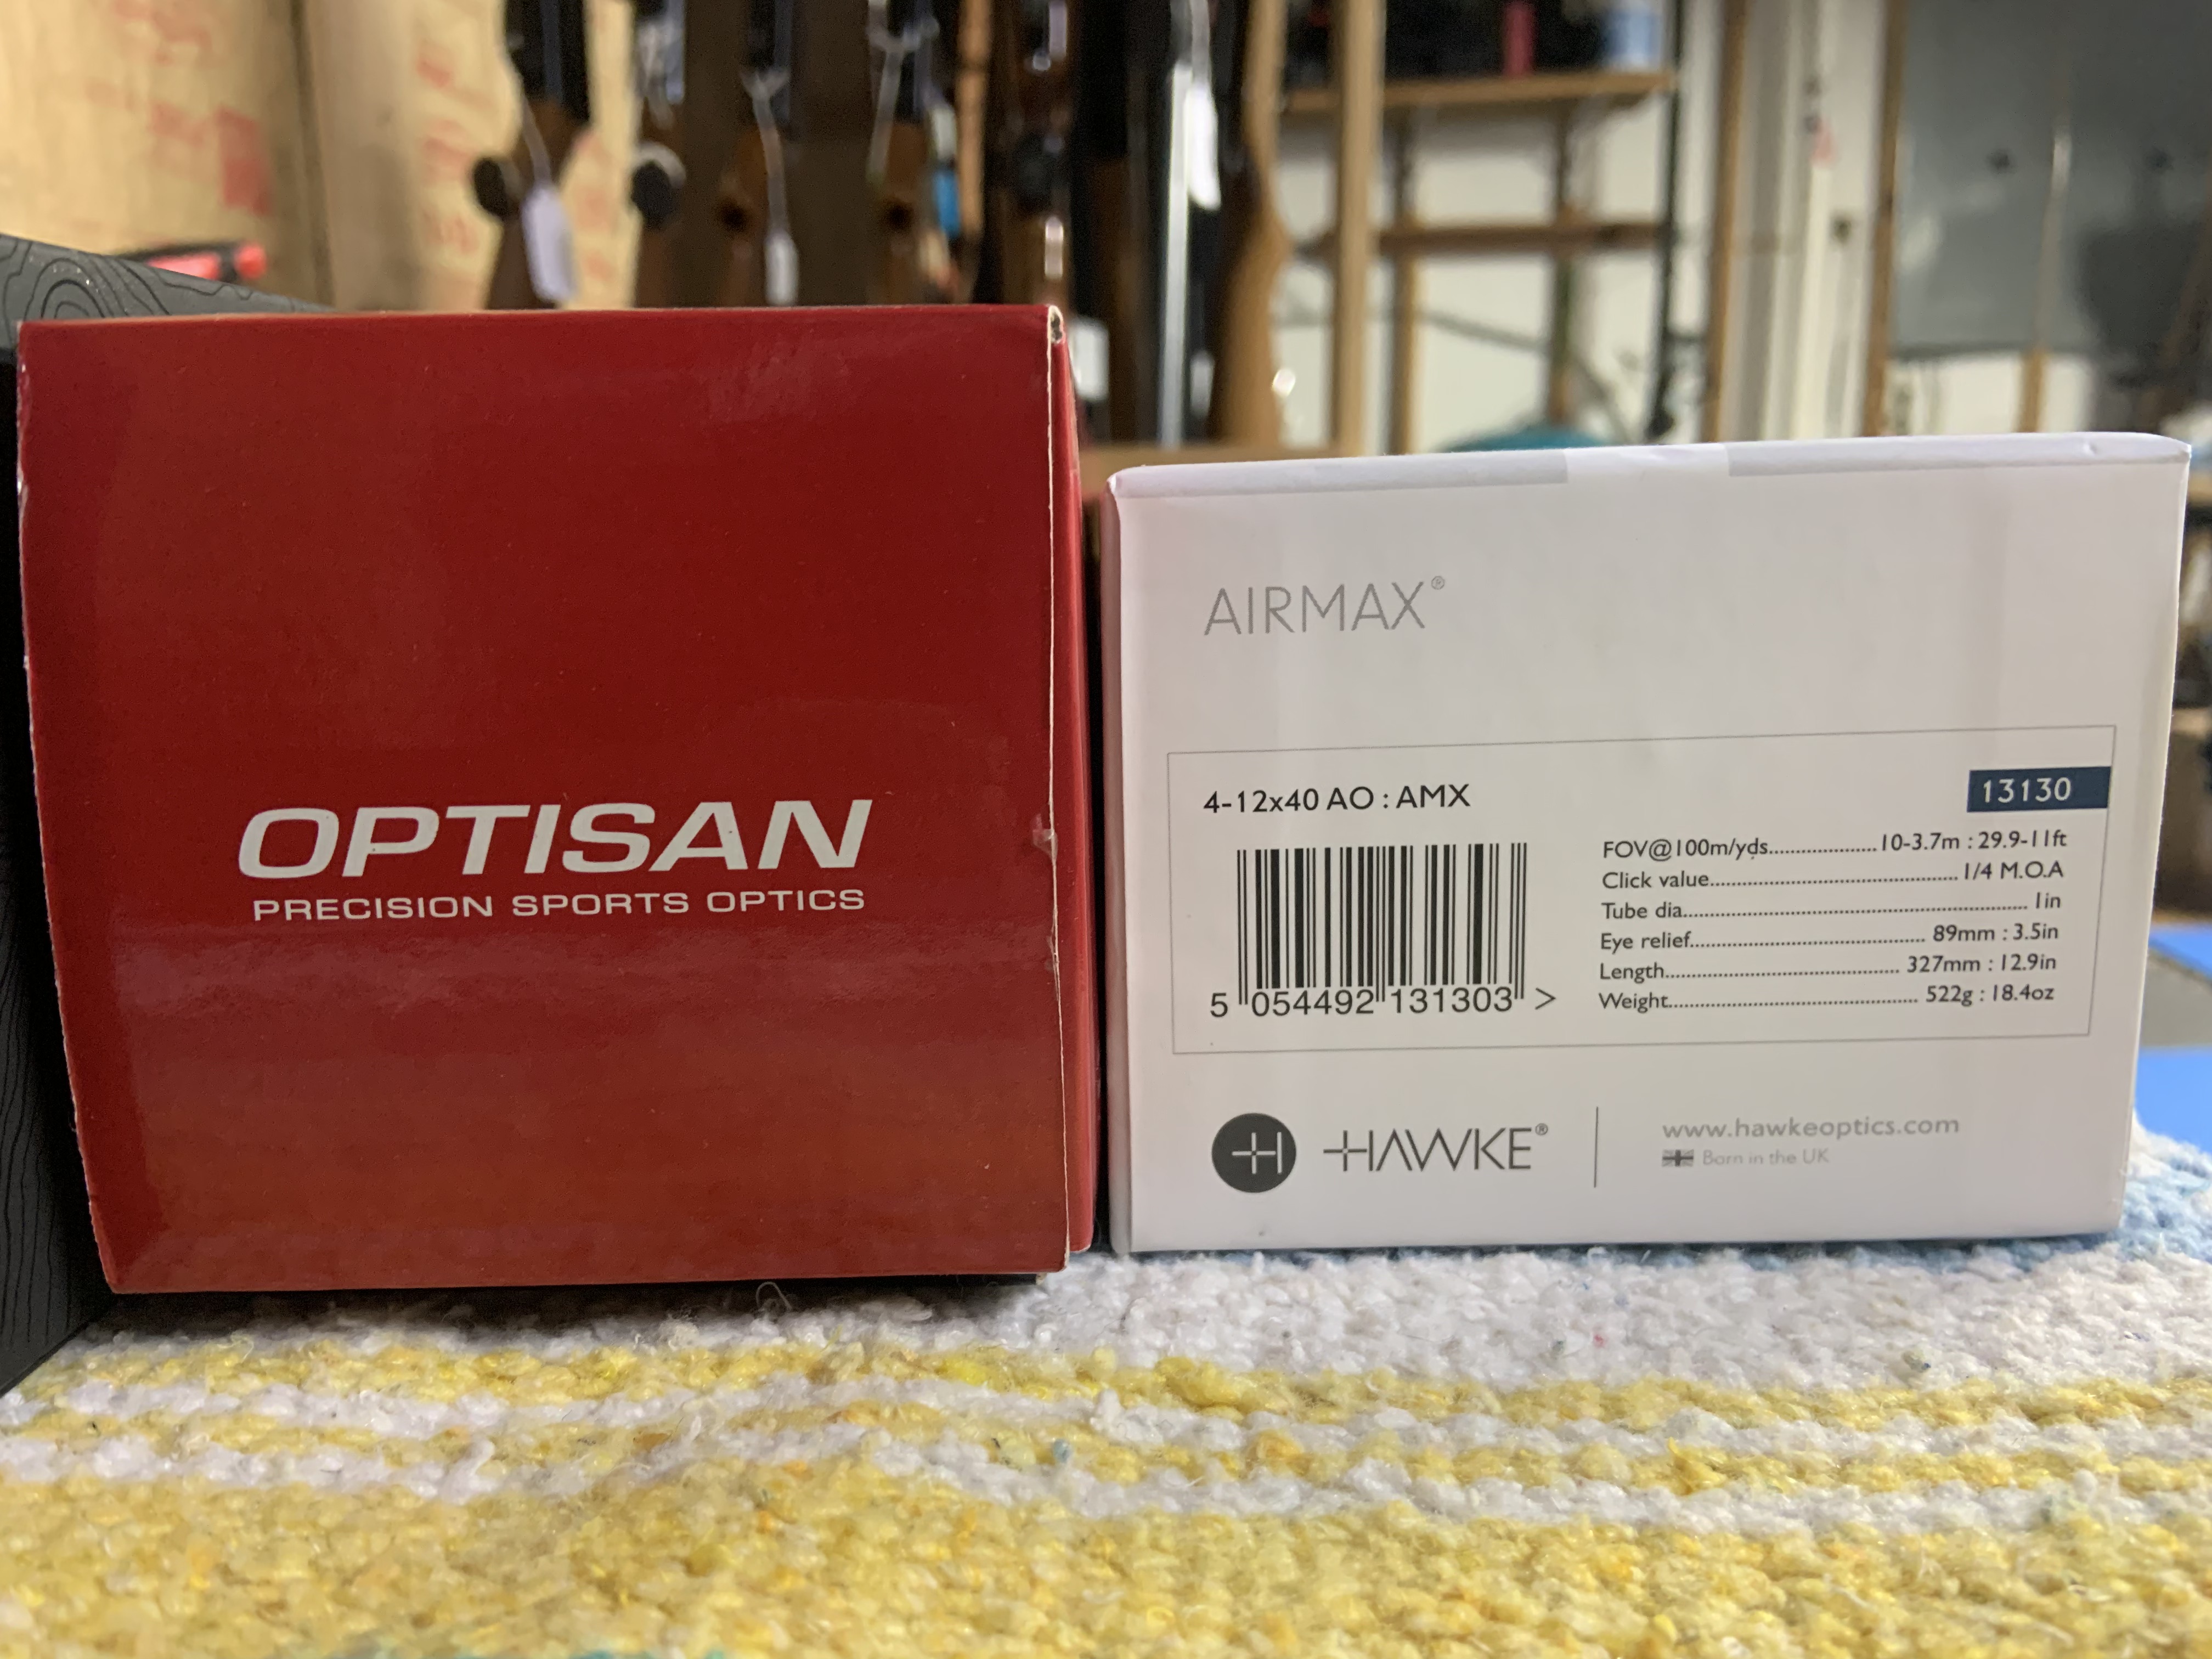 OPTISAN
PRECISION SPORTS OPTICS
AIRMAX®
4-12x40 AO : AMX
13130
FOV@100m/yds....................10-3.7m : 29.9-11ft
Click value..............................................1/4 M.O.A
Tube dia................................................................1in
Eye relief............................................89mm : 3.5in
Length............................................327mm : 12.9in
Weight..............................................522g : 18.4oz
5 054492 131303 >
HAWKE®
www.hawkeoptics.com
Born in the UK